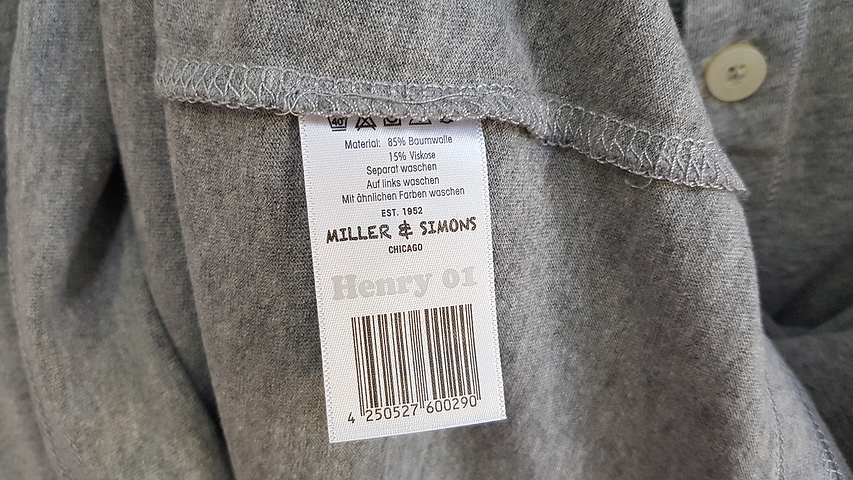 40
Material: 85% Baumwolle
15% Viskose
Separat waschen
Auf links waschen
Mit ähnlichen Farben waschen
EST. 1952
MILLER & SIMONS
CHICAGO
Henry 01
4 250527 600290